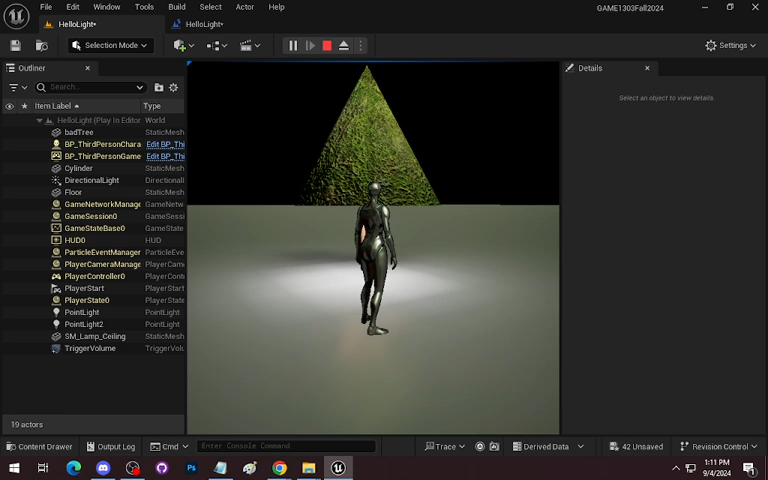 File Edit Window Tools Build Select Actor Help
GAME1303Fall2024
HelloLight* HelloLight*
Selection Mode Settings
Outliner Details
Search... Select an object to view details.
Item Label Type
HelloLight (Play In Editor World
badTree StaticMesh
BP_ThirdPersonChara Edit BP_Thi
BP_ThirdPersonGame Edit BP_Thi
Cylinder StaticMesh
DirectionalLight Directional
Floor StaticMesh
GameNetworkManage GameNetw
GameSession0 GameSessi
GameStateBase0 GameState
HUD0 HUD
ParticleEventManager ParticleEve
PlayerCameraManage PlayerCam
PlayerController0 PlayerCont
PlayerStart PlayerStart
PlayerState0 PlayerState
PointLight PointLight
PointLight2 PointLight
SM_Lamp_Ceiling StaticMesh
TriggerVolume TriggerVolu
19 actors
Content Drawer Output Log Cmd Enter Console Command Trace Derived Data 42 Unsaved Revision Control
1:11 PM
9/4/2024